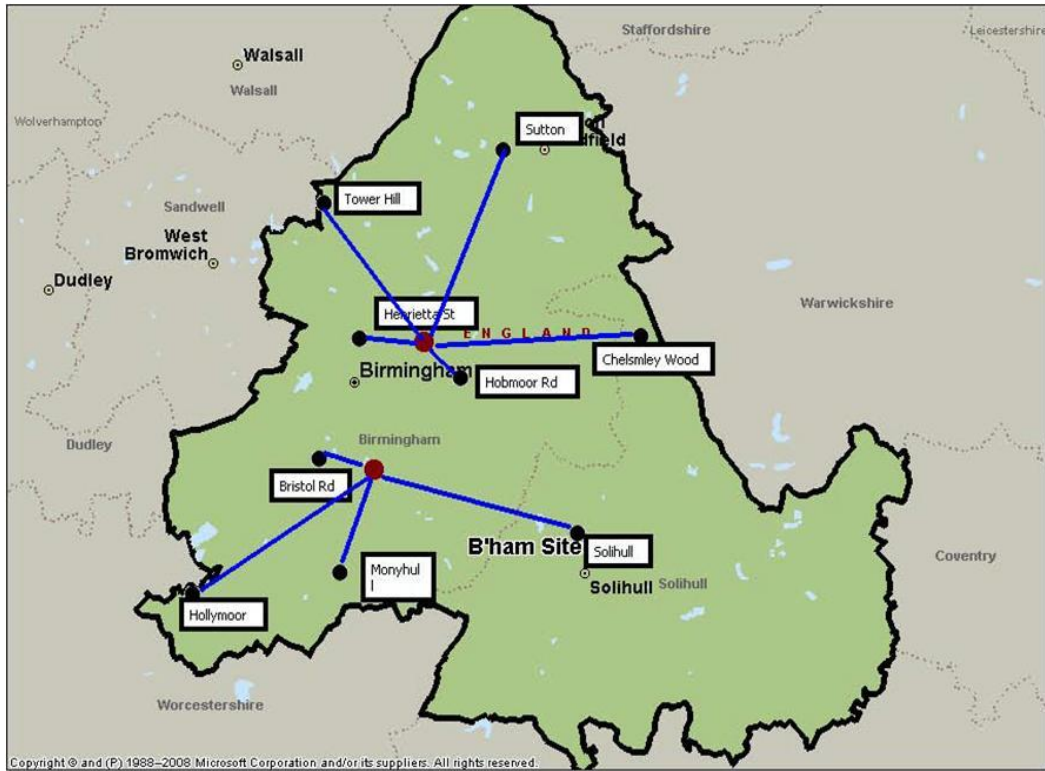 Staffordshire
Leicestershire
Walsall
Walsall
Wolverhampton
Sutton
on
dfield
Tower Hill
Sandwell
West
Bromwich
Dudley
Warwickshire
Henrietta St
ENGLAND
Chelsmley Wood
Birmingham
Hobmoor Rd
Dudley
Birmingham
Bristol Rd
B'ham Site
Solihull
Coventry
Monyhul
l
Solihull
Solihull
Hollymoor
Worcestershire
Copyright © and (P) 1988–2008 Microsoft Corporation and/or its suppliers. All rights reserved.